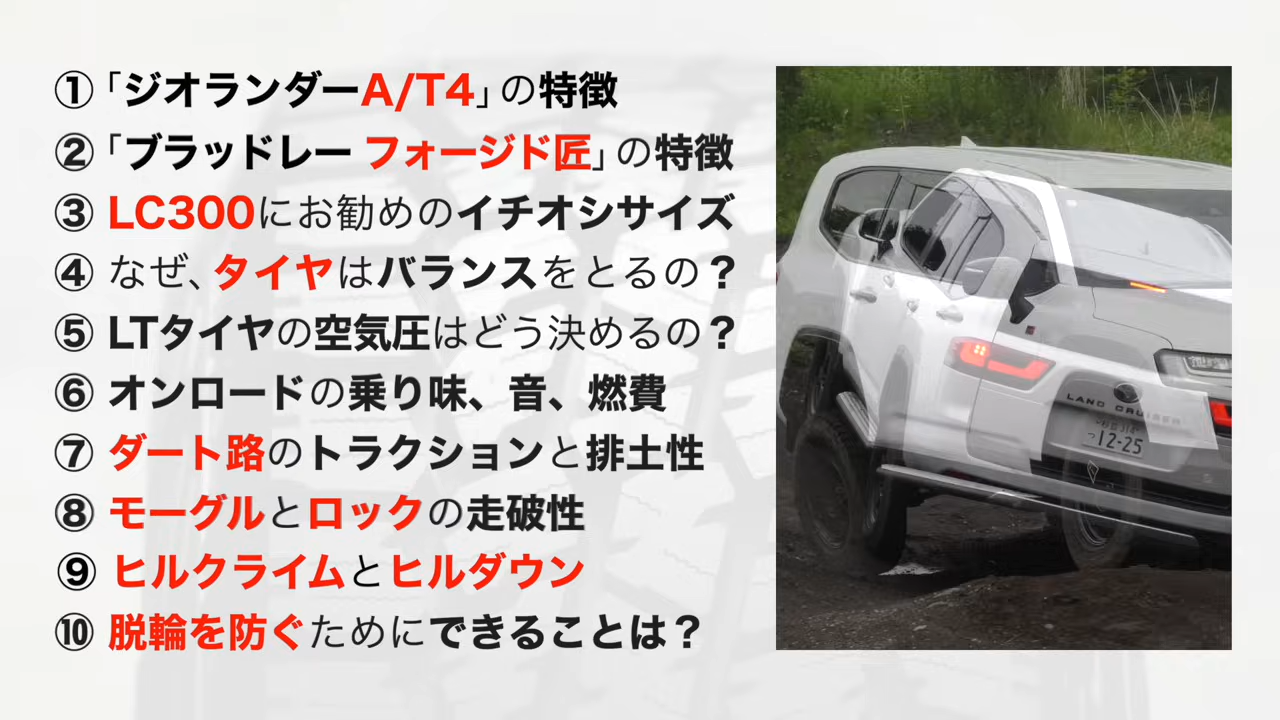 ①「ジオランダーA/T4」の特徴
②「ブラッドレー フォージド匠」の特徴
③ LC300にお勧めのイチオシサイズ
④ なぜ、タイヤはバランスをとるの？
⑤ LTタイヤの空気圧はどう決めるの？
⑥ オンロードの乗り味、音、燃費
⑦ ダート路のトラクションと排土性
⑧ モーグルとロックの走破性
⑨ ヒルクライムとヒルダウン
⑩ 脱輪を防ぐためにできることは？
LAND CRUISER
12-25